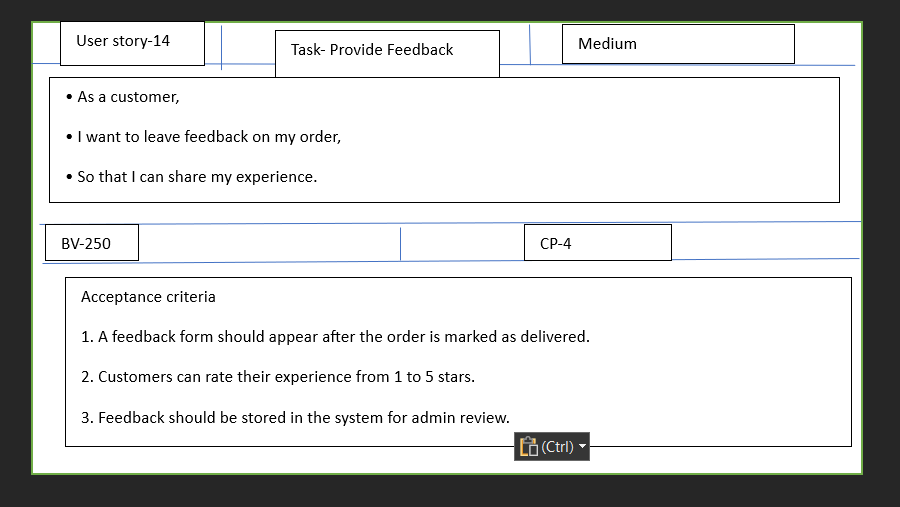 User story-14
Task- Provide Feedback
Medium
• As a customer,
• I want to leave feedback on my order,
• So that I can share my experience.
BV-250
CP-4
Acceptance criteria
1. A feedback form should appear after the order is marked as delivered.
2. Customers can rate their experience from 1 to 5 stars.
3. Feedback should be stored in the system for admin review.
(Ctrl)